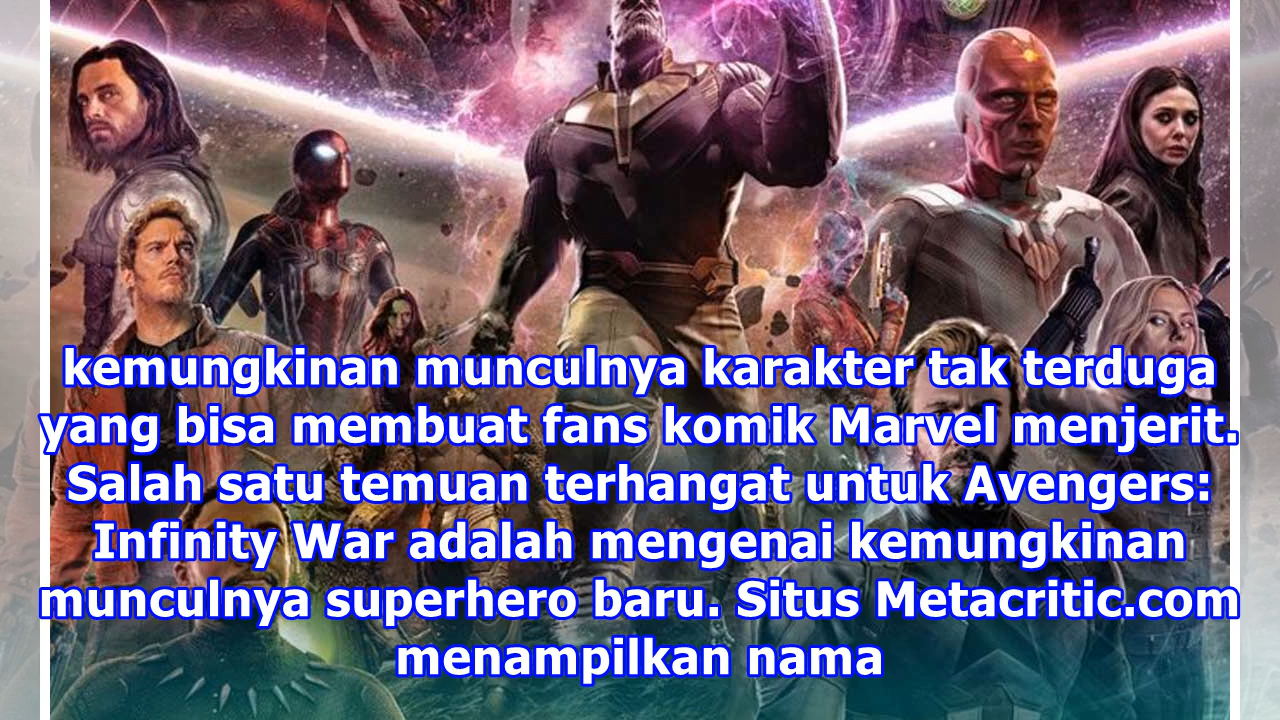 kemungkinan munculnya karakter tak terduga
yang bisa membuat fans komik Marvel menjerit.
Salah satu temuan terhangat untuk Avengers:
Infinity War adalah mengenai kemungkinan
munculnya superhero baru. Situs Metacritic.com
menampilkan nama